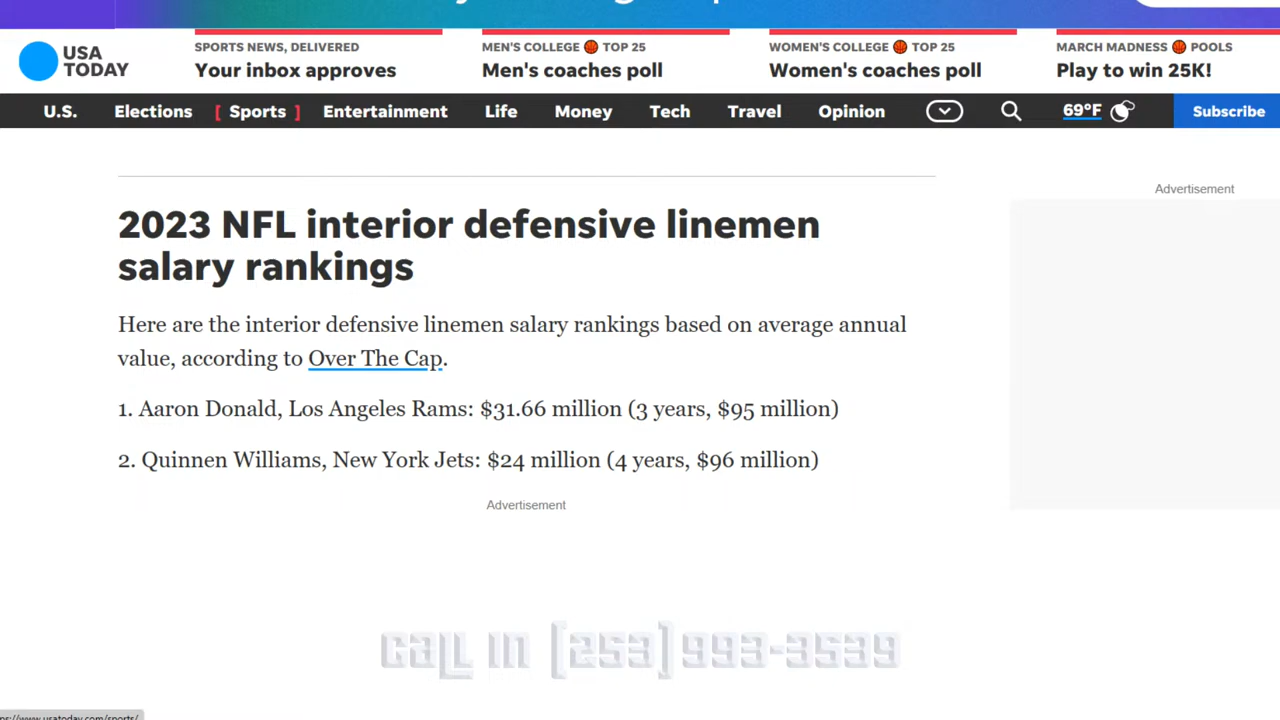 USA
TODAY
SPORTS NEWS, DELIVERED
Your inbox approves
MEN'S COLLEGE TOP 25
Men's coaches poll
WOMEN'S COLLEGE TOP 25
Women's coaches poll
MARCH MADNESS POOLS
Play to win 25K!
U.S. Elections [ Sports ] Entertainment Life Money Tech Travel Opinion 69°F Subscribe
Advertisement
2023 NFL interior defensive linemen
salary rankings
Here are the interior defensive linemen salary rankings based on average annual
value, according to Over The Cap.
1. Aaron Donald, Los Angeles Rams: $31.66 million (3 years, $95 million)
2. Quinnen Williams, New York Jets: $24 million (4 years, $96 million)
Advertisement
CALL IN [253]993-3539
ps://www.usatoday.com/sports/